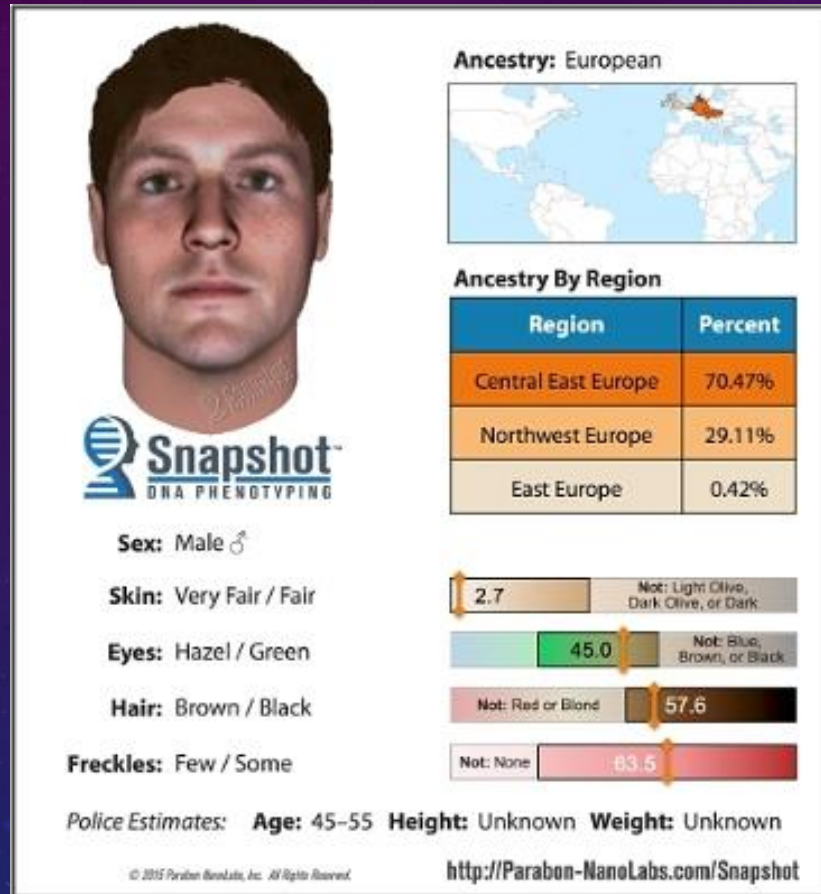 Ancestry: European
Ancestry By Region
Region Percent
Central East Europe 70.47%
Northwest Europe 29.11%
East Europe 0.42%
Snapshot™
DNA PHENOTYPING
Sex: Male ♂
Skin: Very Fair / Fair
2.7
Not: Light Olive,
Dark Olive, or Dark
Eyes: Hazel / Green
45.0
Not: Blue,
Brown, or Black
Hair: Brown / Black
Not: Red or Blond
57.6
Freckles: Few / Some
Not: None
63.5
Police Estimates: Age: 45–55 Height: Unknown Weight: Unknown
© 2015 Parabon NanoLabs, Inc. All Rights Reserved.
http://Parabon-NanoLabs.com/Snapshot